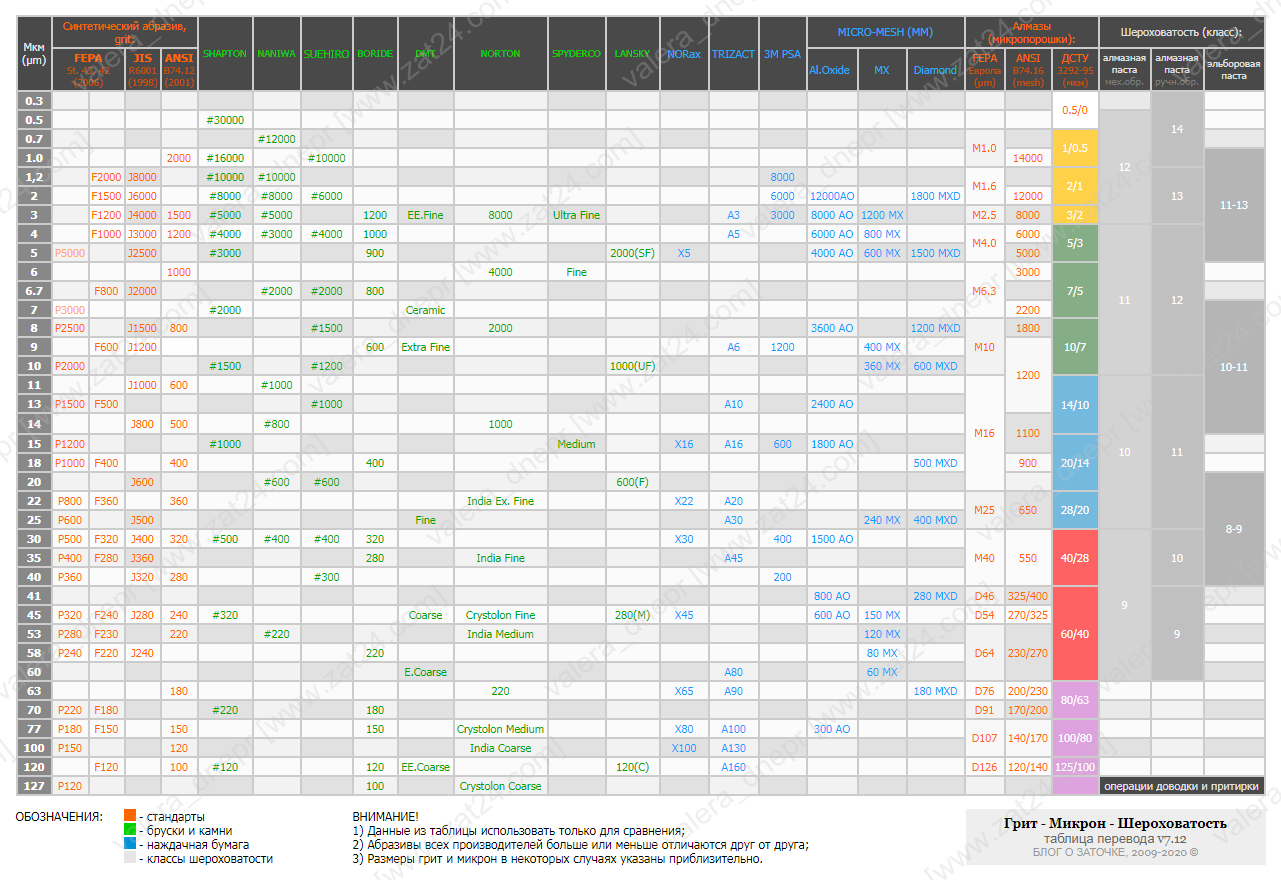 Мкм (μm) Синтетический абразив, grit: SHAPTON NANIWA SUEHIRO BORIDE DMT NORTON SPYDERCO LANSKY NORax TRIZACT 3M PSA MICRO-MESH (MM) Алмазы (микропорошки): Шероховатость (класс):
FEPA St. 43, 42 (2006) JIS R6001 (1998) ANSI B74.12 (2001) Al.Oxide MX Diamond FEPA Европа (μm) ANSI B74.16 (mesh) ДСТУ 3292-95 (мкм) алмазная паста мех.обр. алмазная паста ручн.обр. эльборовая паста
0.3 0.5/0
0.5 #30000 14
0.7 #12000 M1.0 1/0.5
1.0 2000 #16000 #10000 14000 12
1,2 F2000 J8000 #10000 #10000 8000 M1.6 2/1
2 F1500 J6000 #8000 #8000 #6000 6000 12000AO 1800 MXD 12000 13
3 F1200 J4000 1500 #5000 #5000 1200 EE.Fine 8000 Ultra Fine A3 3000 8000 AO 1200 MX M2.5 8000 3/2 11-13
4 F1000 J3000 1200 #4000 #3000 #4000 1000 A5 6000 AO 800 MX M4.0 6000 5/3
5 P5000 J2500 #3000 900 2000(SF) X5 4000 AO 600 MX 1500 MXD 5000
6 1000 4000 Fine M6.3 3000 7/5
6.7 F800 J2000 #2000 #2000 800 11 12
7 P3000 #2000 Ceramic 2200
8 P2500 J1500 800 #1500 2000 3600 AO 1200 MXD M10 1800 10/7
9 F600 J1200 600 Extra Fine A6 1200 400 MX 1200
10 P2000 #1500 #1200 1000(UF) 360 MX 600 MXD 10-11
11 J1000 600 #1000 M16 14/10
13 P1500 F500 #1000 A10 2400 AO
14 J800 500 #800 1000 1100 20/14
15 P1200 #1000 Medium X16 A16 600 1800 AO 10 11
18 P1000 F400 400 400 500 MXD 900
20 J600 #600 #600 600(F)
22 P800 F360 360 India Ex. Fine X22 A20 M25 650 28/20 8-9
25 P600 J500 Fine A30 240 MX 400 MXD
30 P500 F320 J400 320 #500 #400 #400 320 X30 400 1500 AO M40 550 40/28
35 P400 F280 J360 280 India Fine A45 10
40 P360 J320 280 #300 200
41 800 AO 280 MXD D46 325/400 60/40 9
45 P320 F240 J280 240 #320 Coarse Crystolon Fine 280(M) X45 600 AO 150 MX D54 270/325
53 P280 F230 220 #220 India Medium 120 MX D64 230/270 9
58 P240 F220 J240 220 80 MX
60 E.Coarse A80 60 MX
63 180 220 X65 A90 180 MXD D76 200/230 80/63
70 P220 F180 #220 180 D91 170/200
77 P180 F150 150 150 Crystolon Medium X80 A100 300 AO D107 140/170 100/80
100 P150 120 India Coarse X100 A130
120 F120 100 #120 120 EE.Coarse 120(C) A160 D126 120/140 125/100
127 P120 100 Crystolon Coarse операции доводки и притирки
ОБОЗНАЧЕНИЯ:
- стандарты
- бруски и камни
- наждачная бумага
- классы шероховатости
ВНИМАНИЕ!
1) Данные из таблицы использовать только для сравнения;
2) Абразивы всех производителей больше или меньше отличаются друг от друга;
3) Размеры грит и микрон в некоторых случаях указаны приблизительно.
Грит - Микрон - Шероховатость
таблица перевода v7.12
БЛОГ О ЗАТОЧКЕ, 2009-2020 ©
valera_dnepr [www.zat24.com]